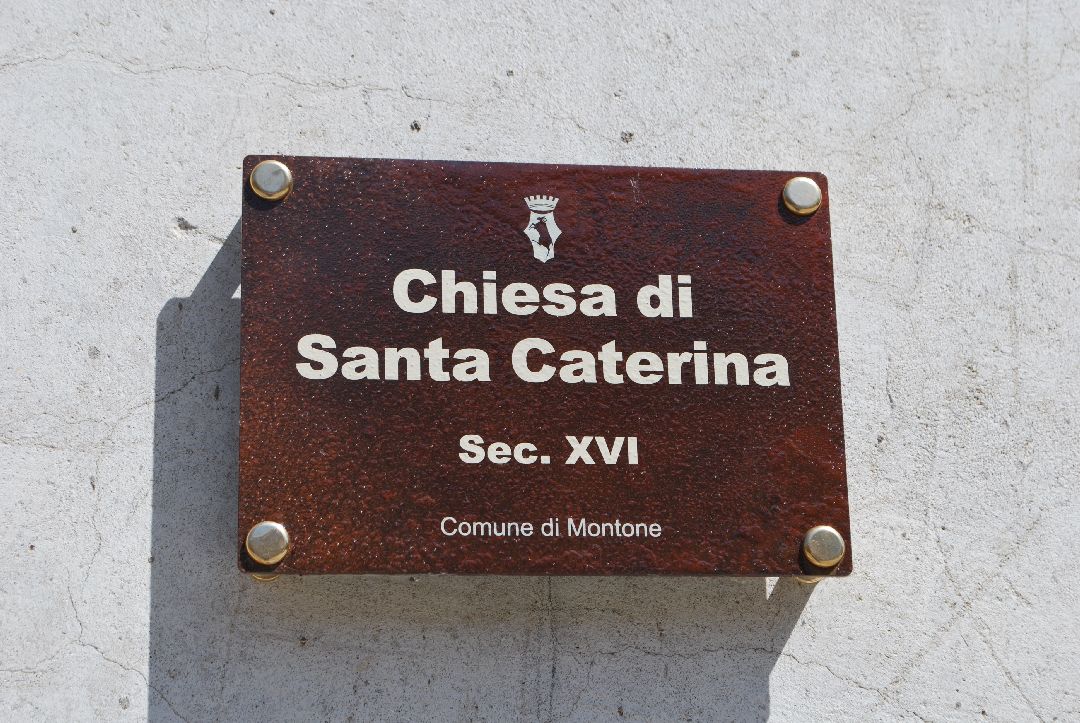 Chiesa di
Santa Caterina
Sec. XVI
Comune di Montone